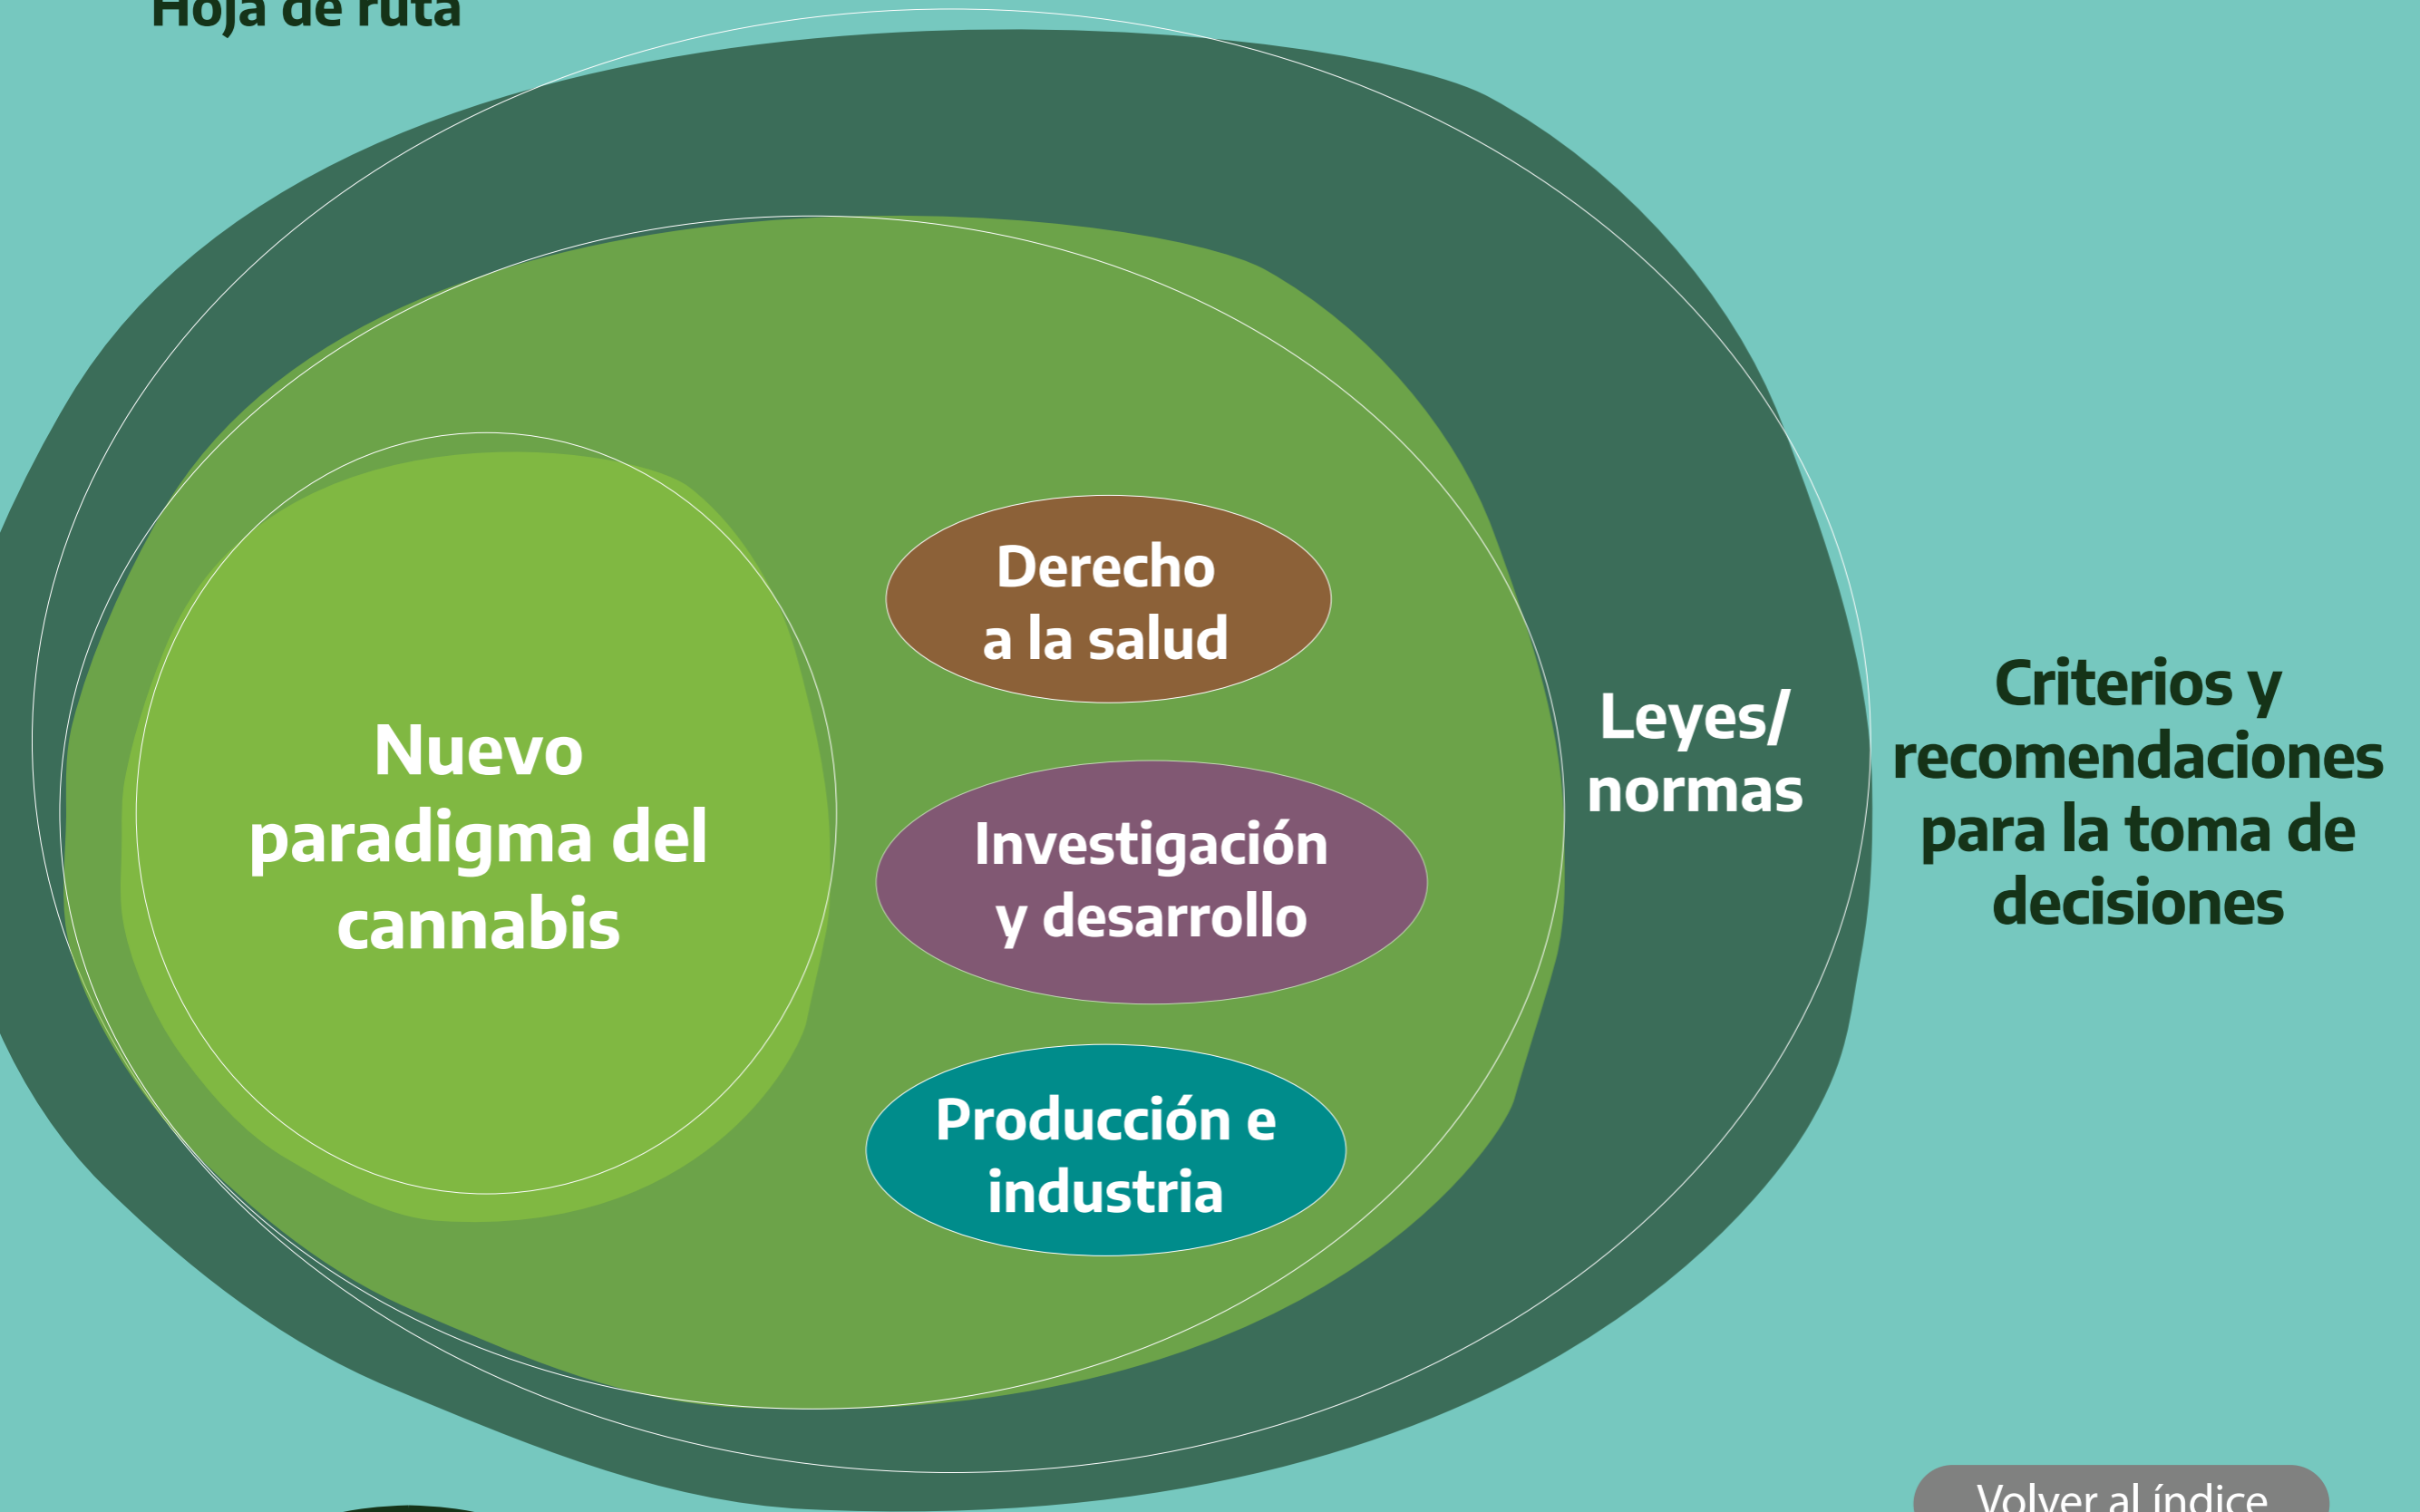 Hoja de ruta
Derecho
a la salud
Nuevo
paradigma del
cannabis
Investigación
y desarrollo
Producción e
industria
Leyes/
normas
Criterios y
recomendaciones
para la toma de
decisiones
Volver al índice